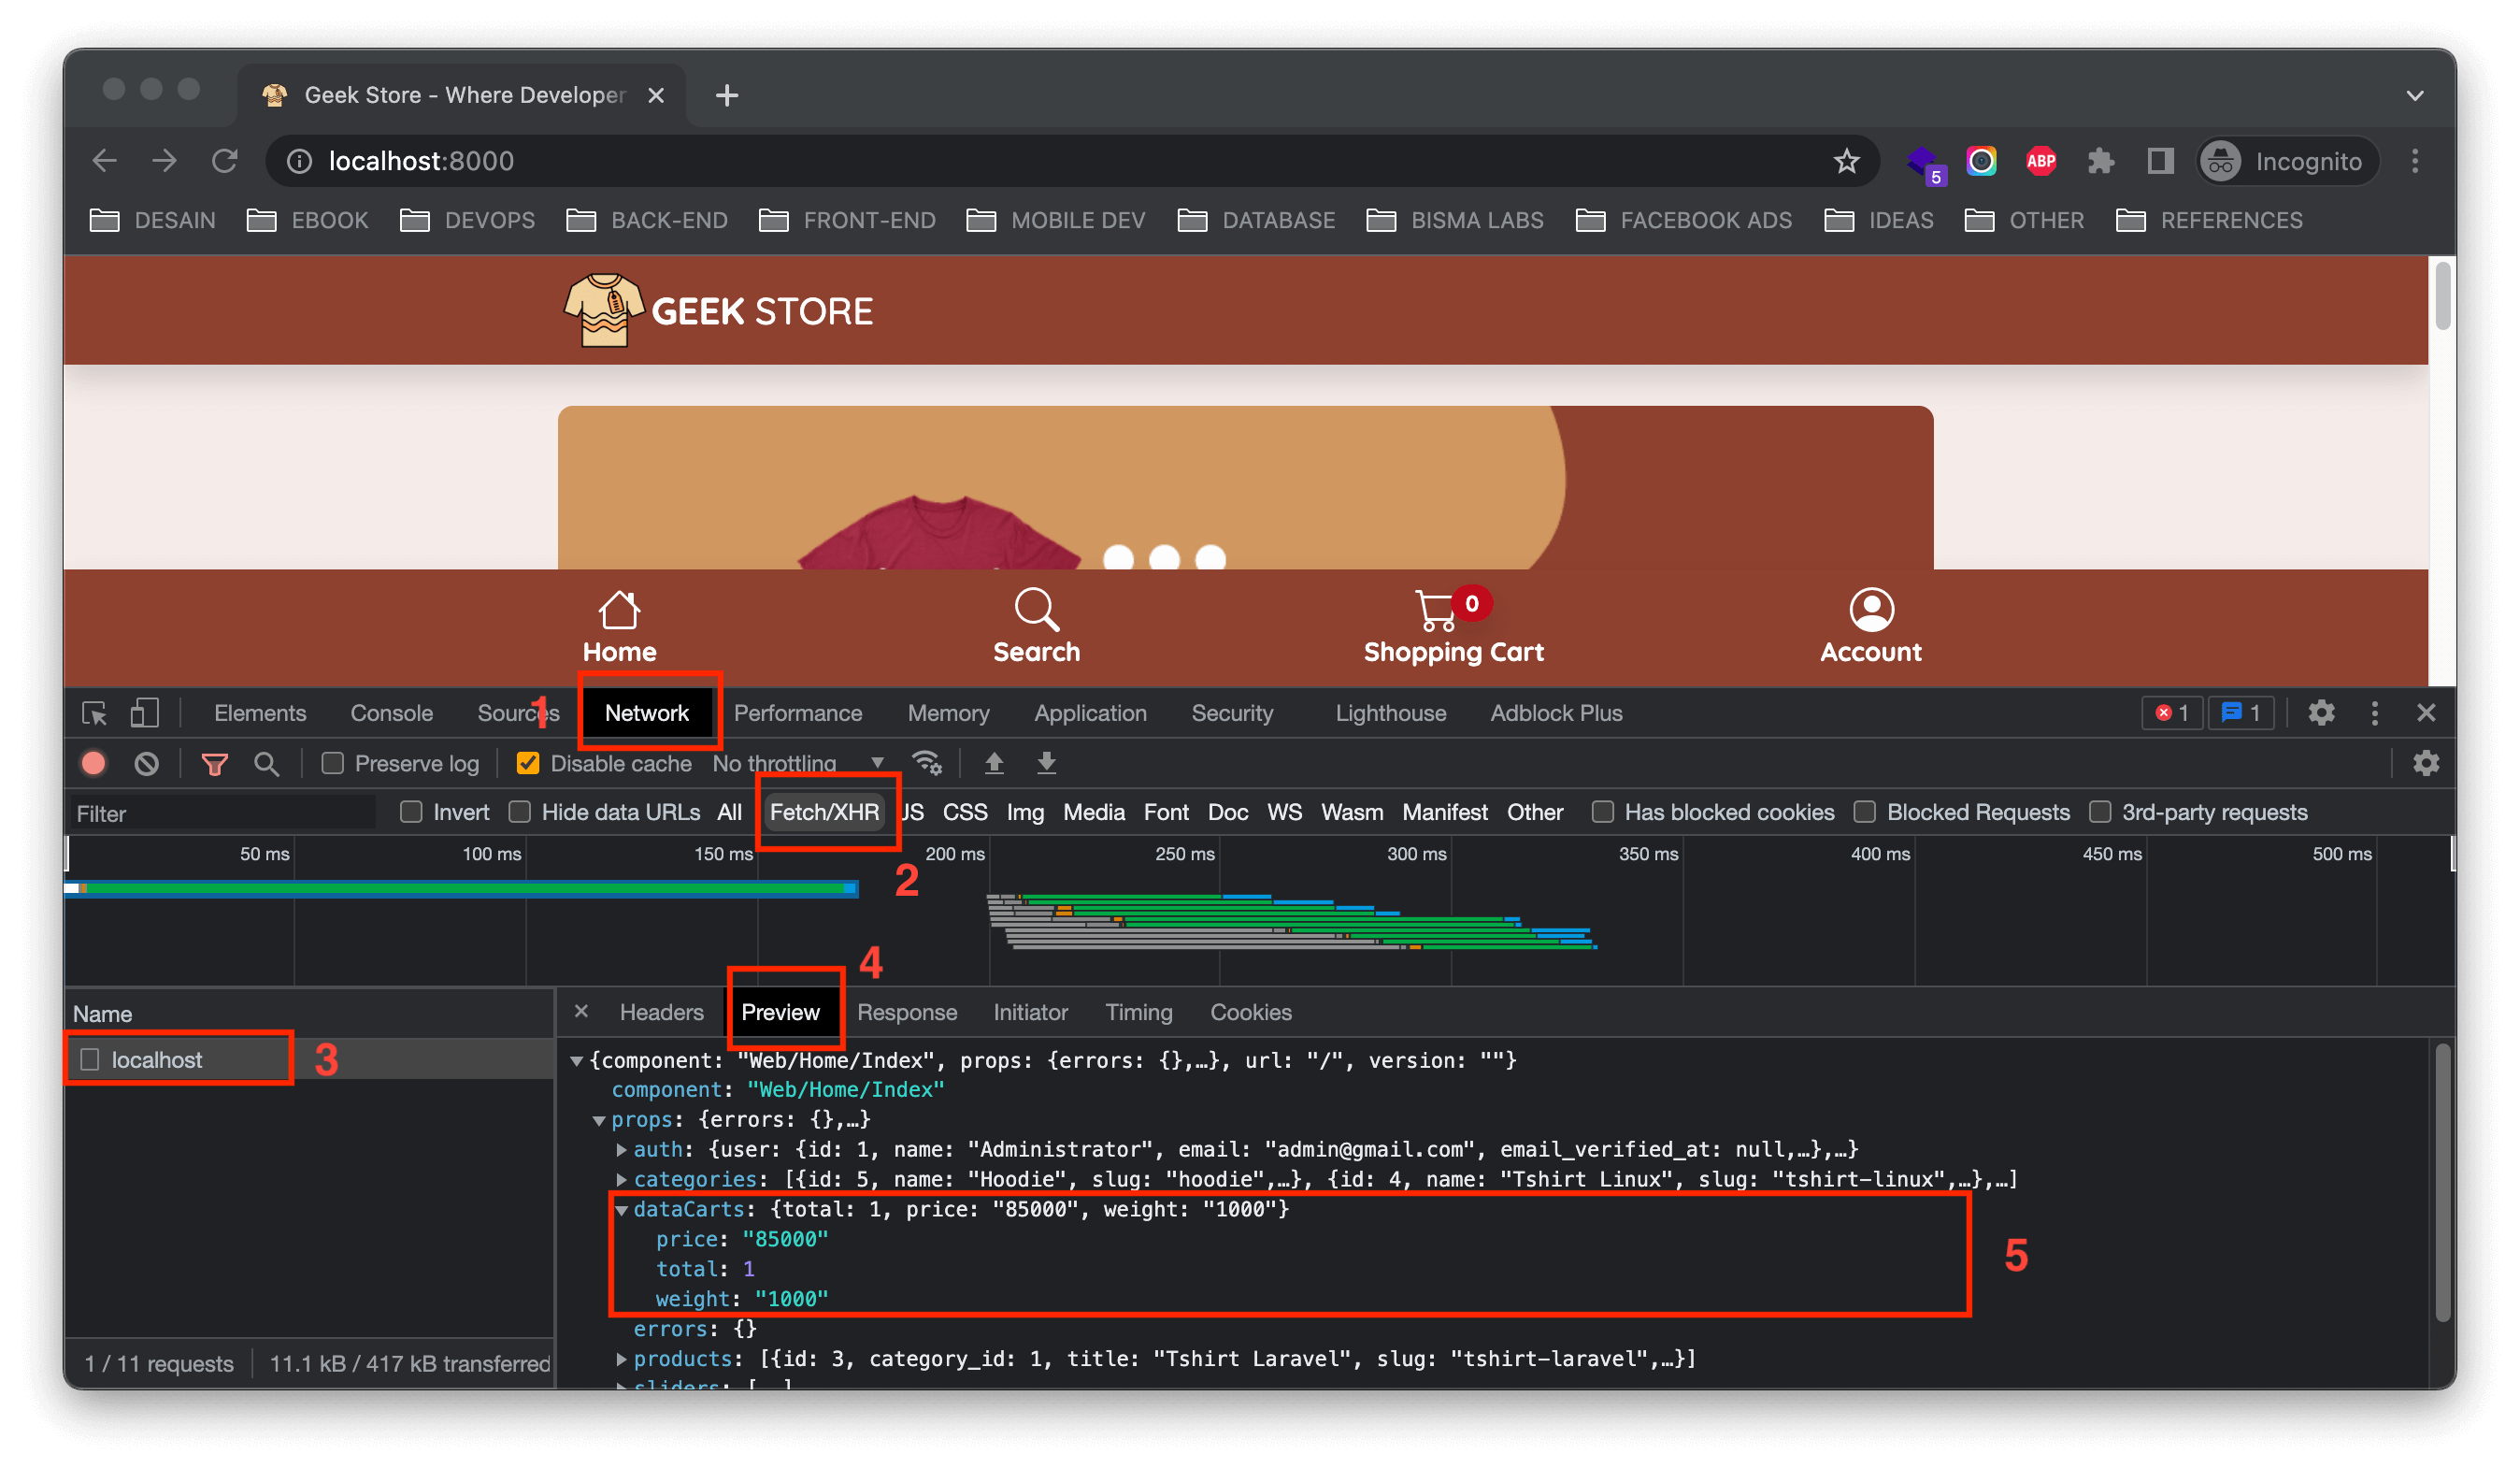 Geek Store - Where Developer
localhost:8000
5
ABP
Incognito
DESAIN EBOOK DEVOPS BACK-END FRONT-END MOBILE DEV DATABASE BISMA LABS FACEBOOK ADS IDEAS OTHER REFERENCES
GEEK STORE
0
Home Search Shopping Cart Account
1
Elements Console Sources Network Performance Memory Application Security Lighthouse Adblock Plus 1 1
Preserve log Disable cache No throttling
Filter Invert Hide data URLs All Fetch/XHR JS CSS Img Media Font Doc WS Wasm Manifest Other Has blocked cookies Blocked Requests 3rd-party requests
50 ms 100 ms 150 ms 200 ms 250 ms 300 ms 350 ms 400 ms 450 ms 500 ms
2
4
Name
Headers Preview Response Initiator Timing Cookies
localhost
3
{component: "Web/Home/Index", props: {errors: {},…}, url: "/", version: ""}
component: "Web/Home/Index"
props: {errors: {},…}
auth: {user: {id: 1, name: "Administrator", email: "admin@gmail.com", email_verified_at: null,…},…}
categories: [{id: 5, name: "Hoodie", slug: "hoodie",…}, {id: 4, name: "Tshirt Linux", slug: "tshirt-linux",…},…]
dataCarts: {total: 1, price: "85000", weight: "1000"}
price: "85000"
total: 1
weight: "1000"
5
errors: {}
products: [{id: 3, category_id: 1, title: "Tshirt Laravel", slug: "tshirt-laravel",…}]
sliders: [...]
1 / 11 requests 11.1 kB / 417 kB transferred